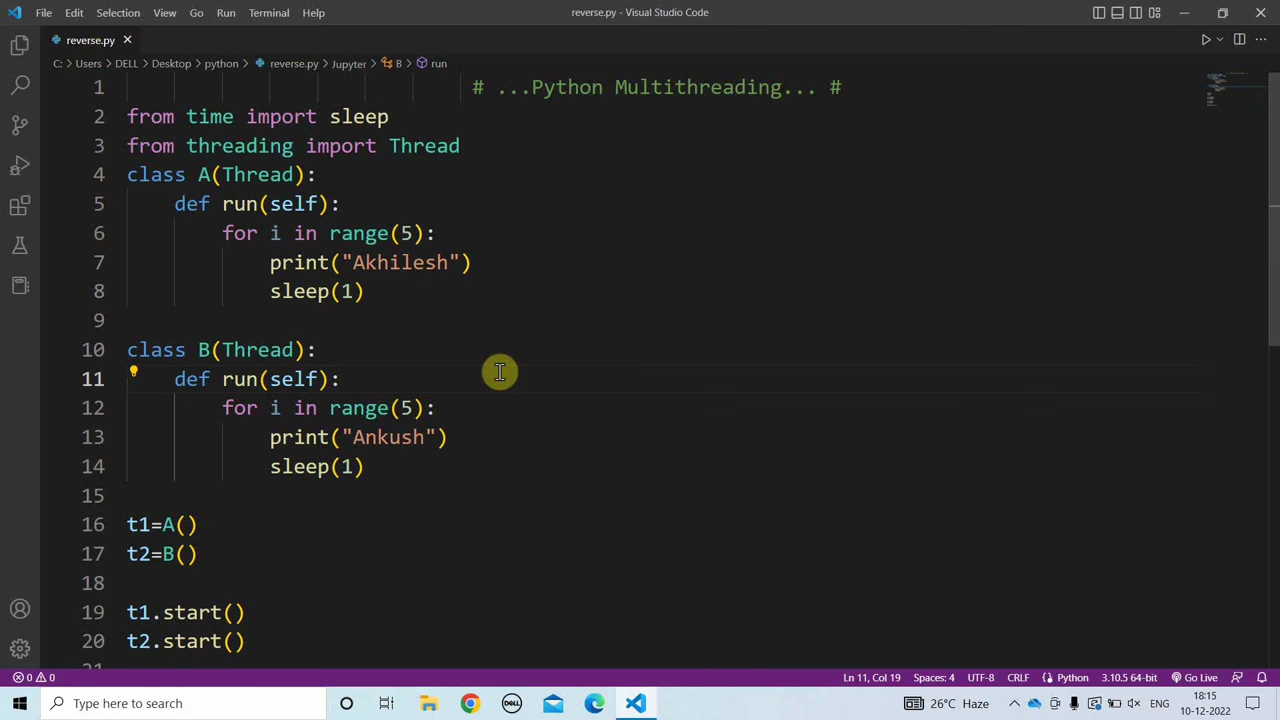 File Edit Selection View Go Run Terminal Help reverse.py - Visual Studio Code
reverse.py
C: > Users > DELL > Desktop > python > reverse.py > Jupyter > B > run
1 # ...Python Multithreading... #
2 from time import sleep
3 from threading import Thread
4 class A(Thread):
5 def run(self):
6 for i in range(5):
7 print("Akhilesh")
8 sleep(1)
9
10 class B(Thread):
11 def run(self):
12 for i in range(5):
13 print("Ankush")
14 sleep(1)
15
16 t1=A()
17 t2=B()
18
19 t1.start()
20 t2.start()
21
0 0 Ln 11, Col 19 Spaces: 4 UTF-8 CRLF Python 3.10.5 64-bit Go Live
Type here to search DELL 26°C Haze ENG 18:15
10-12-2022